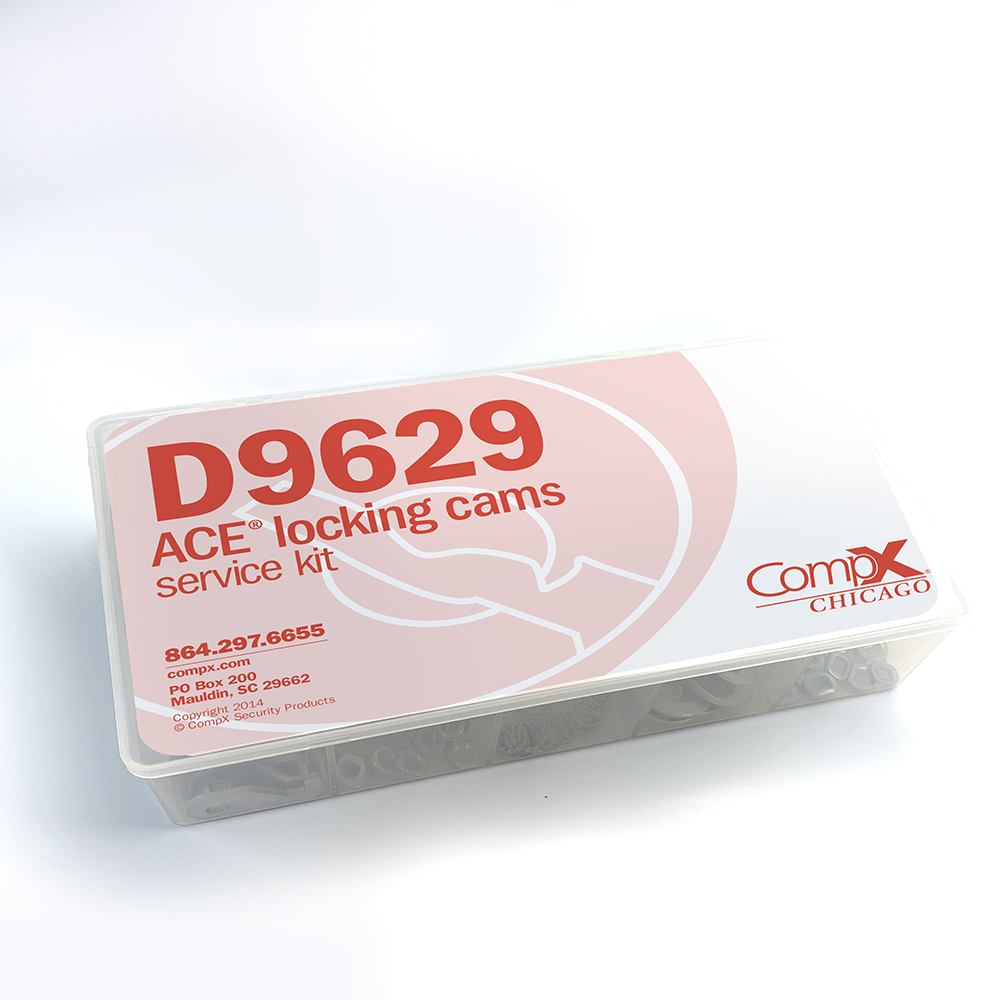 D9629
ACE® locking cams
service kit
864.297.6655
compx.com
PO Box 200
Mauldin, SC 29662
Copyright 2014
© CompX Security Products
CompX®
CHICAGO